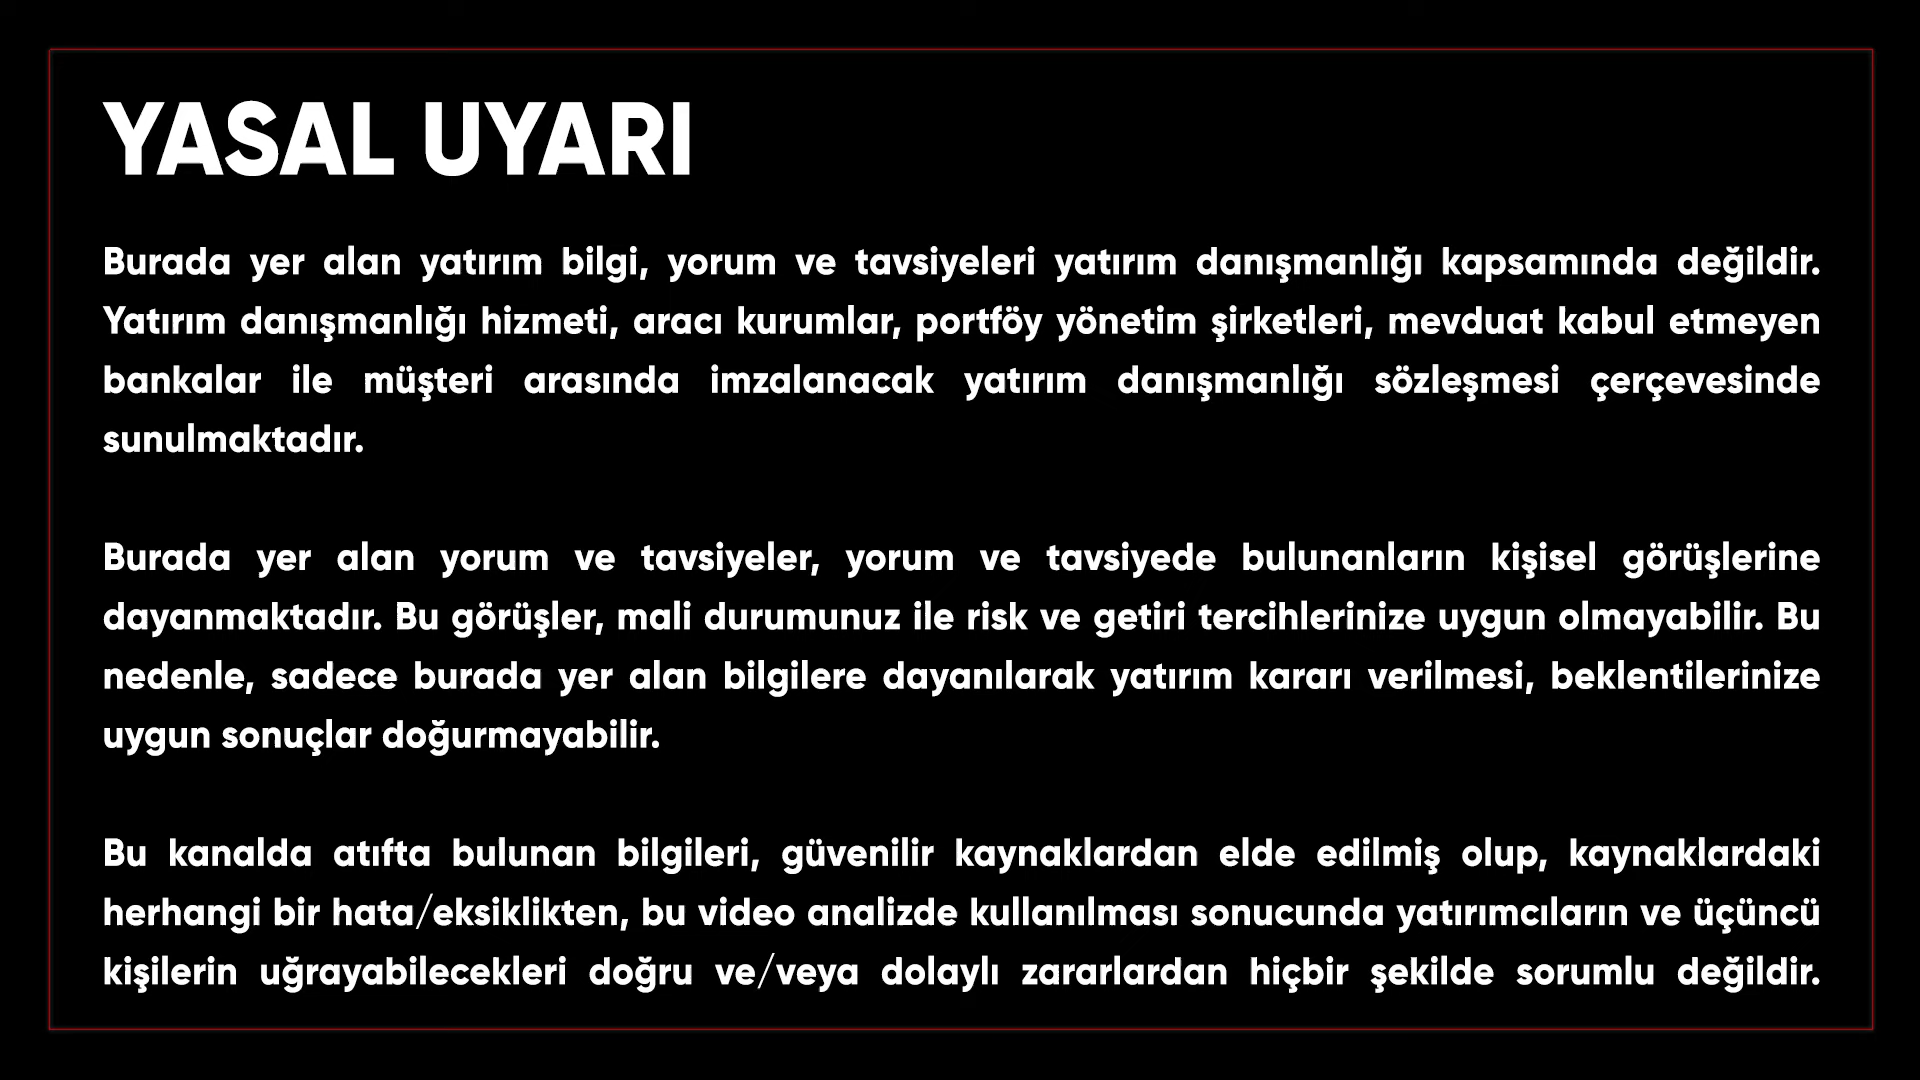 YASAL UYARI
Burada yer alan yatırım bilgi, yorum ve tavsiyeleri yatırım danışmanlığı kapsamında değildir.
Yatırım danışmanlığı hizmeti, aracı kurumlar, portföy yönetim şirketleri, mevduat kabul etmeyen
bankalar ile müşteri arasında imzalanacak yatırım danışmanlığı sözleşmesi çerçevesinde
sunulmaktadır.
Burada yer alan yorum ve tavsiyeler, yorum ve tavsiyede bulunanların kişisel görüşlerine
dayanmaktadır. Bu görüşler, mali durumunuz ile risk ve getiri tercihlerinize uygun olmayabilir. Bu
nedenle, sadece burada yer alan bilgilere dayanılarak yatırım kararı verilmesi, beklentilerinize
uygun sonuçlar doğurmayabilir.
Bu kanalda atıfta bulunan bilgileri, güvenilir kaynaklardan elde edilmiş olup, kaynaklardaki
herhangi bir hata/eksiklikten, bu video analizde kullanılması sonucunda yatırımcıların ve üçüncü
kişilerin uğrayabilecekleri doğru ve/veya dolaylı zararlardan hiçbir şekilde sorumlu değildir.